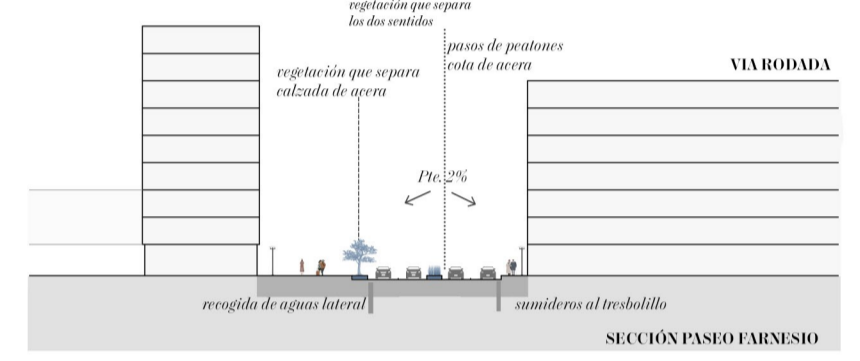 vegetación que separa
los dos sentidos
pasos de peatones
cota de acera
VIA RODADA
vegetación que separa
calzada de acera
Pte. 2%
recogida de aguas lateral
sumideros al tresbolillo
SECCIÓN PASEO FARNESIO